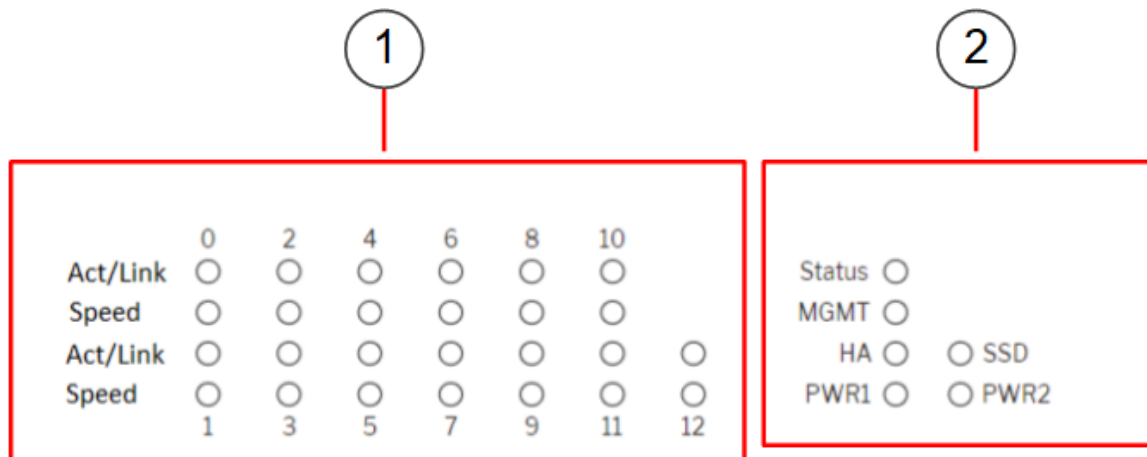 1
2
0 2 4 6 8 10
Act/Link
Speed
Act/Link
Speed
1 3 5 7 9 11 12
Status
MGMT
HA SSD
PWR1 PWR2